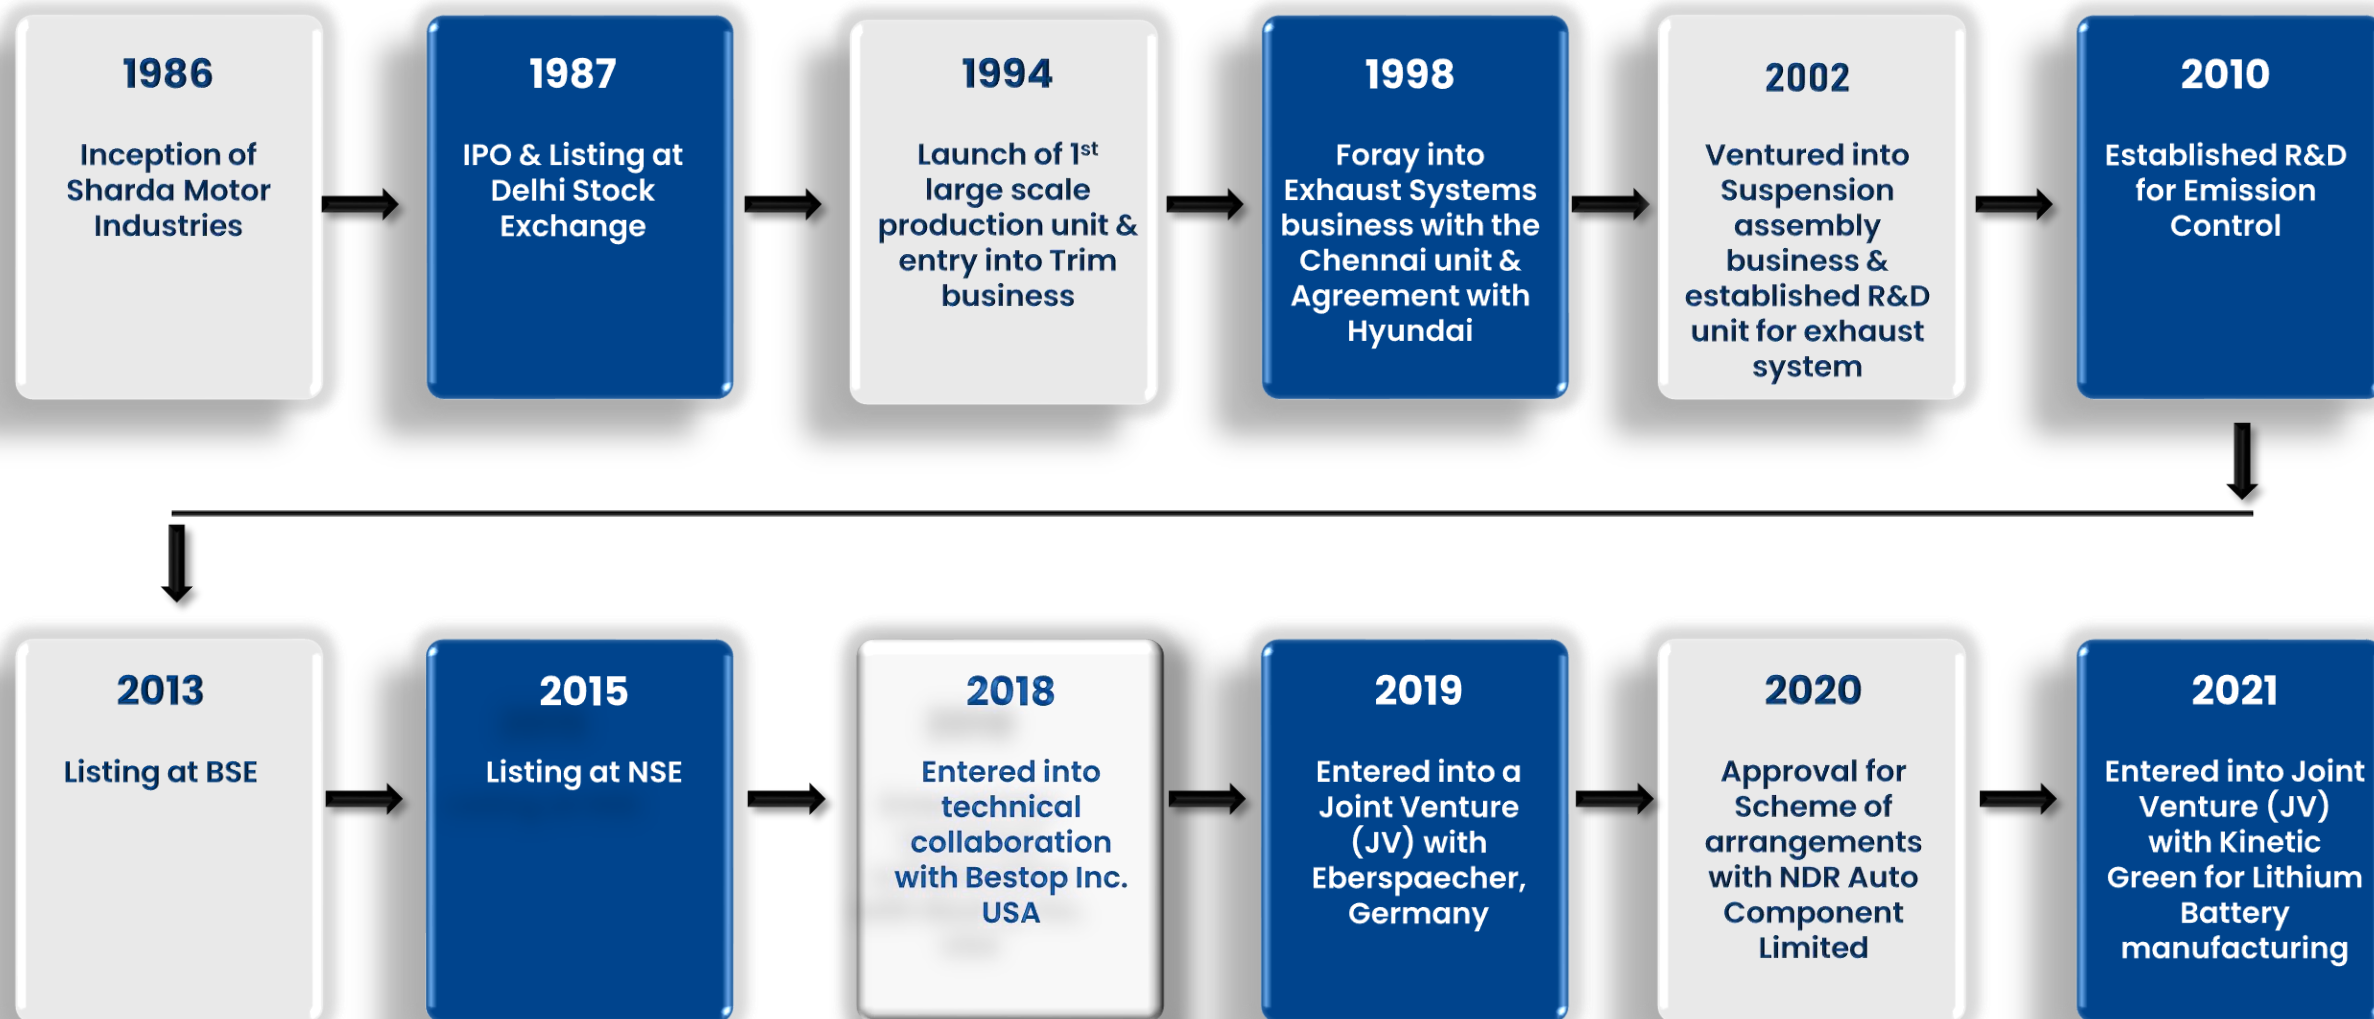 1986
Inception of
Sharda Motor
Industries
1987
IPO & Listing at
Delhi Stock
Exchange
1994
Launch of 1st
large scale
production unit &
entry into Trim
business
1998
Foray into
Exhaust Systems
business with the
Chennai unit &
Agreement with
Hyundai
2002
Ventured into
Suspension
assembly
business &
established R&D
unit for exhaust
system
2010
Established R&D
for Emission
Control
2013
Listing at BSE
2015
Listing at NSE
2018
Entered into
technical
collaboration
with Bestop Inc.
USA
2019
Entered into a
Joint Venture
(JV) with
Eberspaecher,
Germany
2020
Approval for
Scheme of
arrangements
with NDR Auto
Component
Limited
2021
Entered into Joint
Venture (JV)
with Kinetic
Green for Lithium
Battery
manufacturing